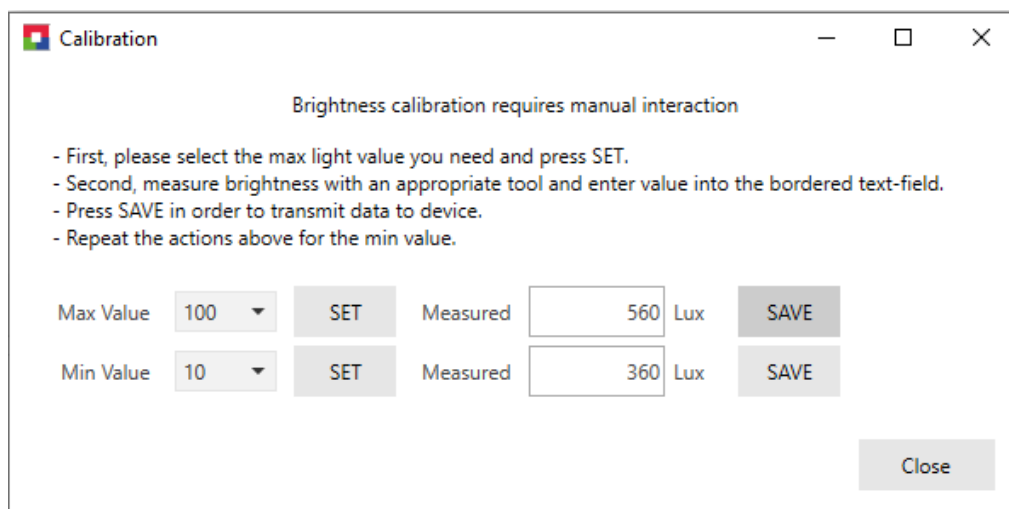 Calibration
Brightness calibration requires manual interaction
- First, please select the max light value you need and press SET.
- Second, measure brightness with an appropriate tool and enter value into the bordered text-field.
- Press SAVE in order to transmit data to device.
- Repeat the actions above for the min value.
Max Value 100 SET Measured 560 Lux SAVE
Min Value 10 SET Measured 360 Lux SAVE
Close